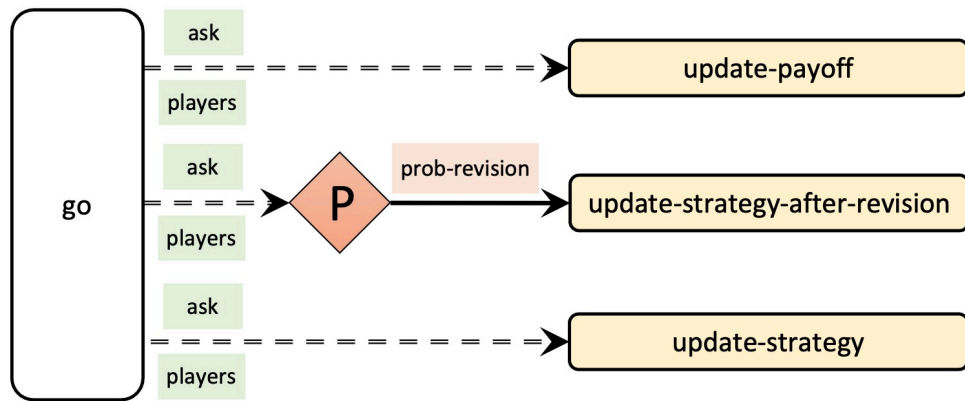 go
ask
players
update-payoff
ask
players
P
prob-revision
update-strategy-after-revision
ask
players
update-strategy